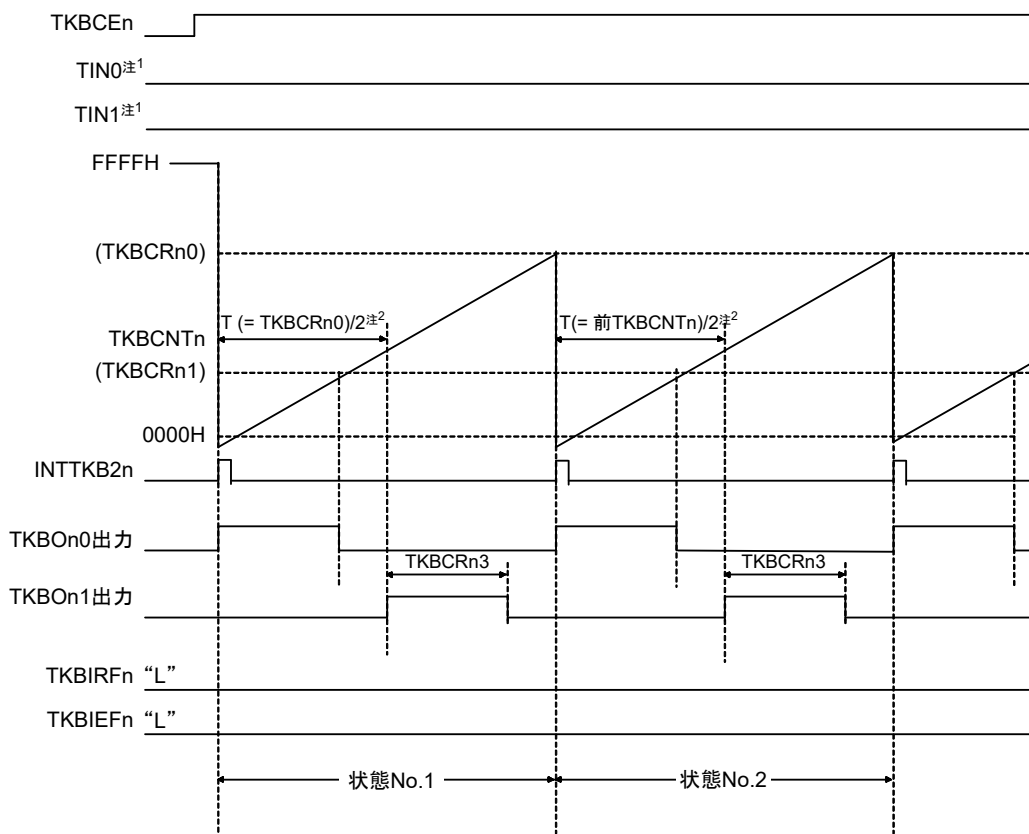 TKBCEn
TIN0注1
TIN1注1
FFFFH
(TKBCRn0)
T (= TKBCRn0)/2注2
T(= 前TKBCNTn)/2注2
TKBCNTn
(TKBCRn1)
0000H
INTTKB2n
TKBOn0出力
TKBCRn3
TKBCRn3
TKBOn1出力
TKBIRFn “L”
TKBIEFn “L”
状態No.1
状態No.2